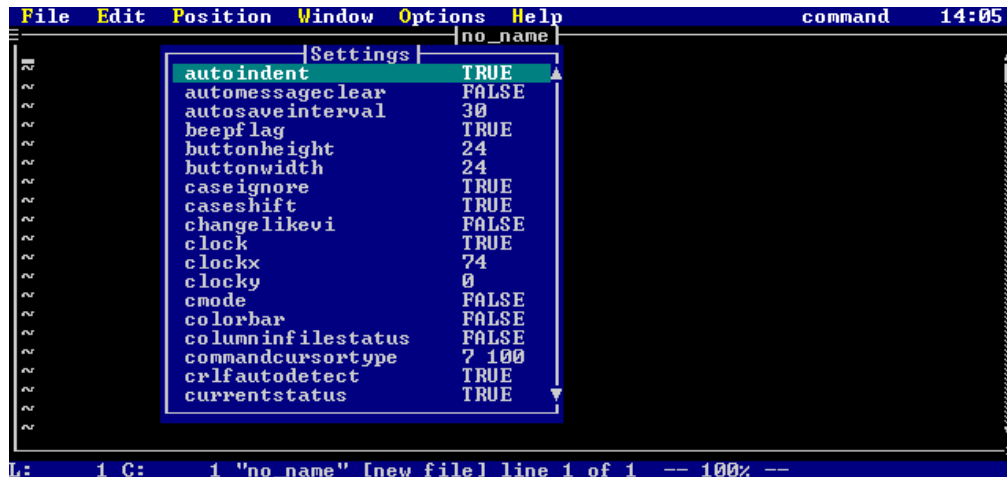 File Edit Position Window Options Help command 14:05
no_name
Settings
autoindent TRUE
automessageclear FALSE
autosaveinterval 30
beepflag TRUE
buttonheight 24
buttonwidth 24
caseignore TRUE
caseshift TRUE
changelikevi FALSE
clock TRUE
clockx 74
clocky 0
cmode FALSE
colorbar FALSE
columninfilestatus FALSE
commandcursortype 7 100
crlfautodetect TRUE
currentstatus TRUE
L: 1 C: 1 "no_name" [new file] line 1 of 1 -- 100% --